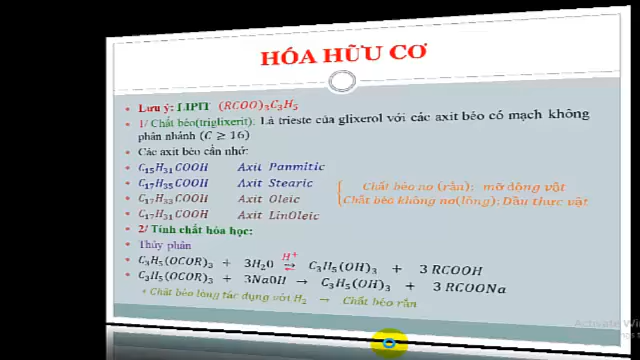 HÓA HỮU CƠ
Lưu ý: LIPIT (RCOO)₃C₃H₅
1/ Chất béo(triglixerit): Là trieste của glixerol với các axit béo có mạch không
phân nhánh (C ≥ 16)
Các axit béo cần nhớ:
C₁₅H₃₁COOH Axit Panmitic
C₁₇H₃₅COOH Axit Stearic
C₁₇H₃₃COOH Axit Oleic
C₁₇H₃₁COOH Axit LinOleic
Chất béo no (rắn); mỡ động vật
Chất béo không no(lỏng); Dầu thực vật
2/ Tính chất hóa học:
Thủy phân
C₃H₅(OCOR)₃ + 3H₂O ⇌ H⁺ C₃H₅(OH)₃ + 3 RCOOH
C₃H₅(OCOR)₃ + 3NaOH → C₃H₅(OH)₃ + 3 RCOONa
* Chất béo lỏng tác dụng với H₂ → Chất béo rắn
Activate Wi